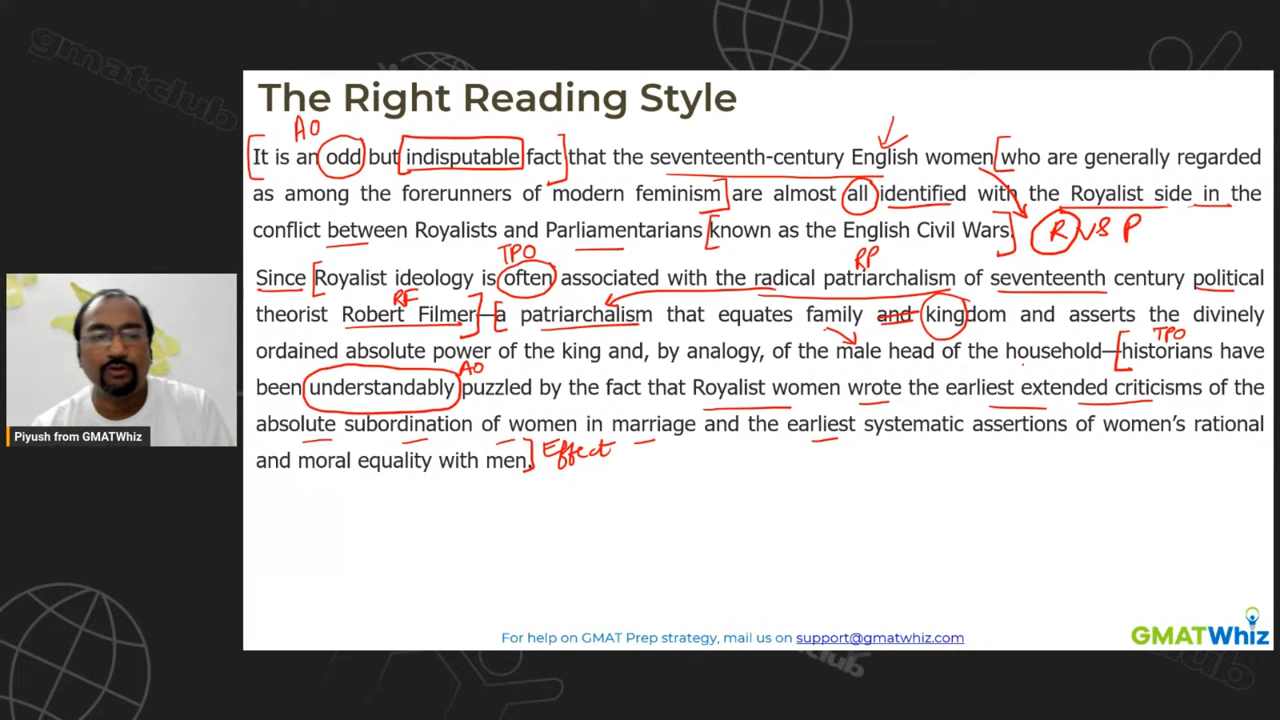 gmatclub
The Right Reading Style
AO
It is an odd but indisputable fact that the seventeenth-century English women who are generally regarded
as among the forerunners of modern feminism are almost all identified with the Royalist side in the
conflict between Royalists and Parliamentarians known as the English Civil Wars.
R VS P
TPO
RP
Since Royalist ideology is often associated with the radical patriarchalism of seventeenth century political
RF
theorist Robert Filmer—a patriarchalism that equates family and kingdom and asserts the divinely
TPO
ordained absolute power of the king and, by analogy, of the male head of the household—historians have
AO
been understandably puzzled by the fact that Royalist women wrote the earliest extended criticisms of the
absolute subordination of women in marriage and the earliest systematic assertions of women's rational
and moral equality with men.
Effect
Piyush from GMATWhiz
For help on GMAT Prep strategy, mail us on support@gmatwhiz.com
GMATWhiz